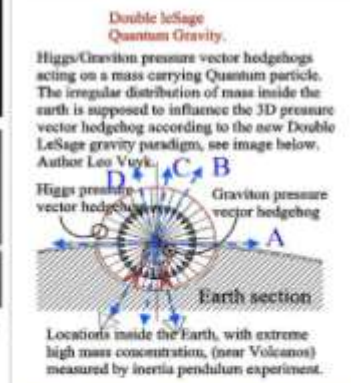 Double leSage
Quantum Gravity.
Higgs/Graviton pressure vector hedgehogs
acting on a mass carrying Quantum particle.
The irregular distribution of mass inside the
earth is supposed to influence the 3D pressure
vector hedgehog according to the new Double
LeSage gravity paradigm, see image below.
Author Leo Vuyk.
D C B
Higgs pressure
vector hedgehog
Graviton pressure
vector hedgehog
A
Earth section
Locations inside the Earth, with extreme
high mass concentration, (near Volcanos)
measured by inertia pendulum experiment.